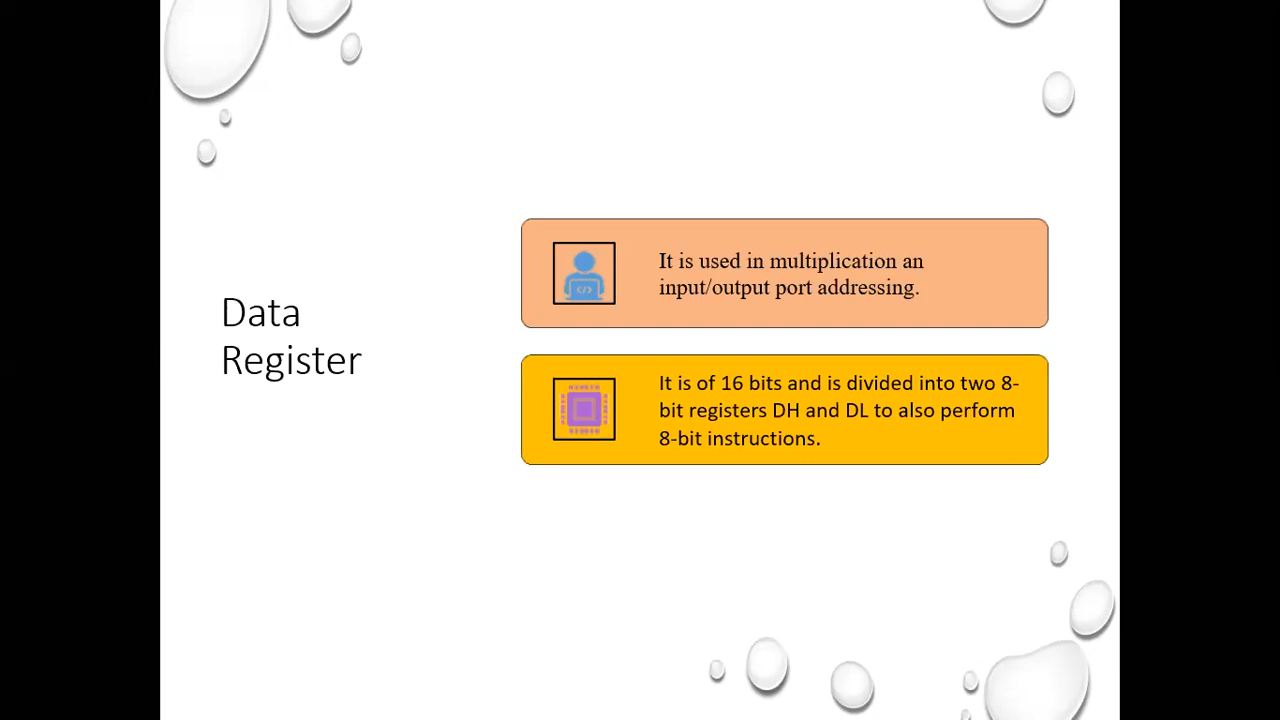 Data
Register
It is used in multiplication an
input/output port addressing.
It is of 16 bits and is divided into two 8-
bit registers DH and DL to also perform
8-bit instructions.